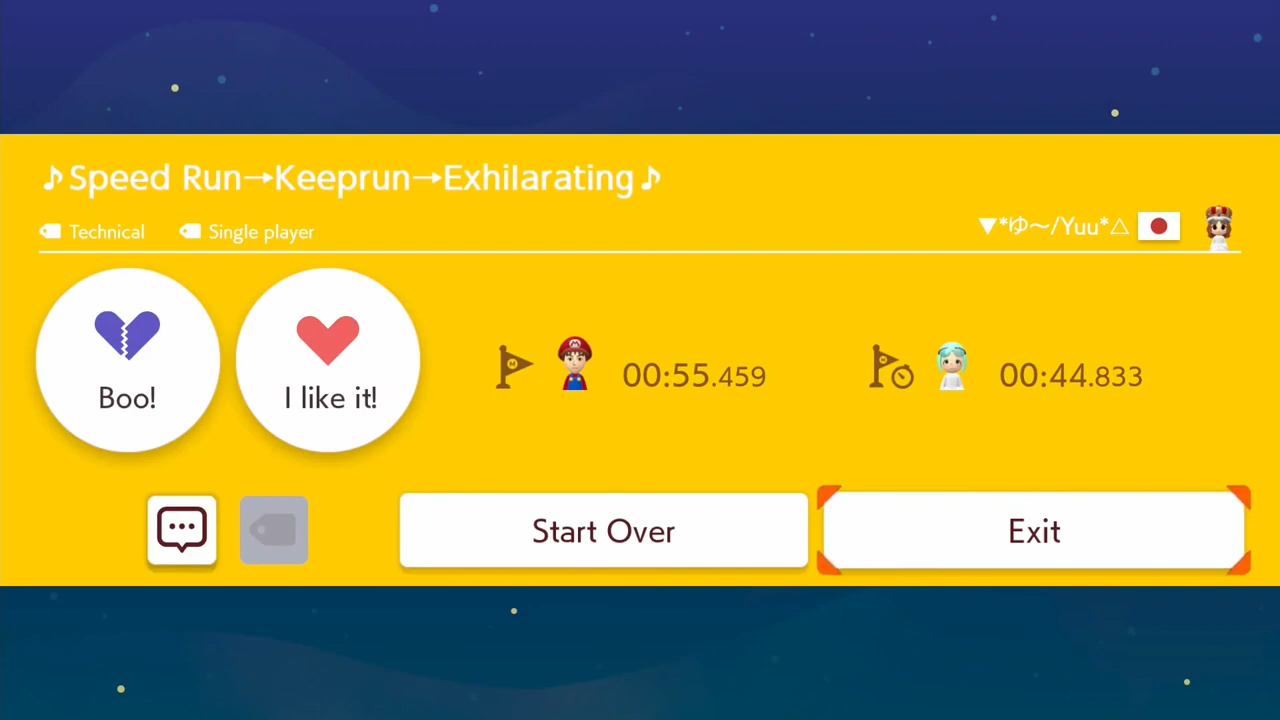 ♪Speed Run→Keeprun→Exhilarating♪
Technical Single player
▼*ゆ～/Yuu*△
Boo!
I like it!
00:55.459
00:44.833
Start Over
Exit